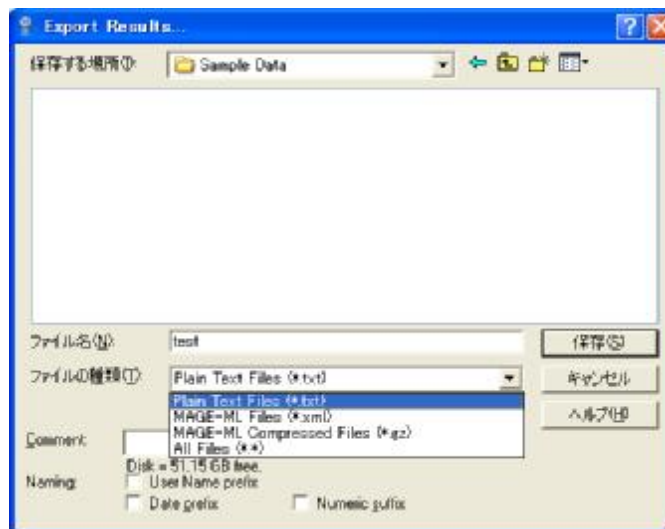 Export Results...
保存する場所(I):
Sample Data
ファイル名(N):
test
保存(S)
ファイルの種類(T):
Plain Text Files (*.txt)
キャンセル
Plain Text Files (*.txt)
MAGE-ML Files (*.xml)
MAGE-ML Compressed Files (*.gz)
All Files (*.*)
ヘルプ(H)
Comment:
Disk = 51.15 GB free.
Naming:
User Name prefix
Date prefix
Numeric suffix